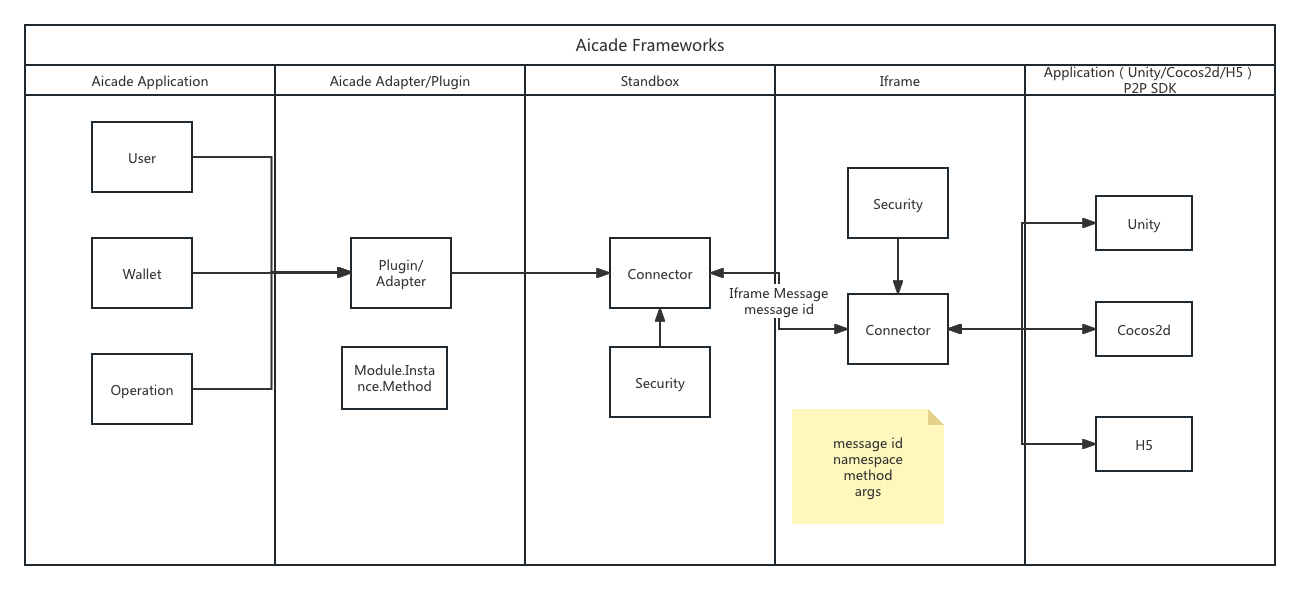 Aicade Frameworks
Aicade Application
Aicade Adapter/Plugin
Standbox
Iframe
Application ( Unity/Cocos2d/H5 )
P2P SDK
User
Wallet
Operation
Plugin/
Adapter
Module.Insta
nce.Method
Connector
Security
Iframe Message
message id
Security
Connector
message id
namespace
method
args
Unity
Cocos2d
H5